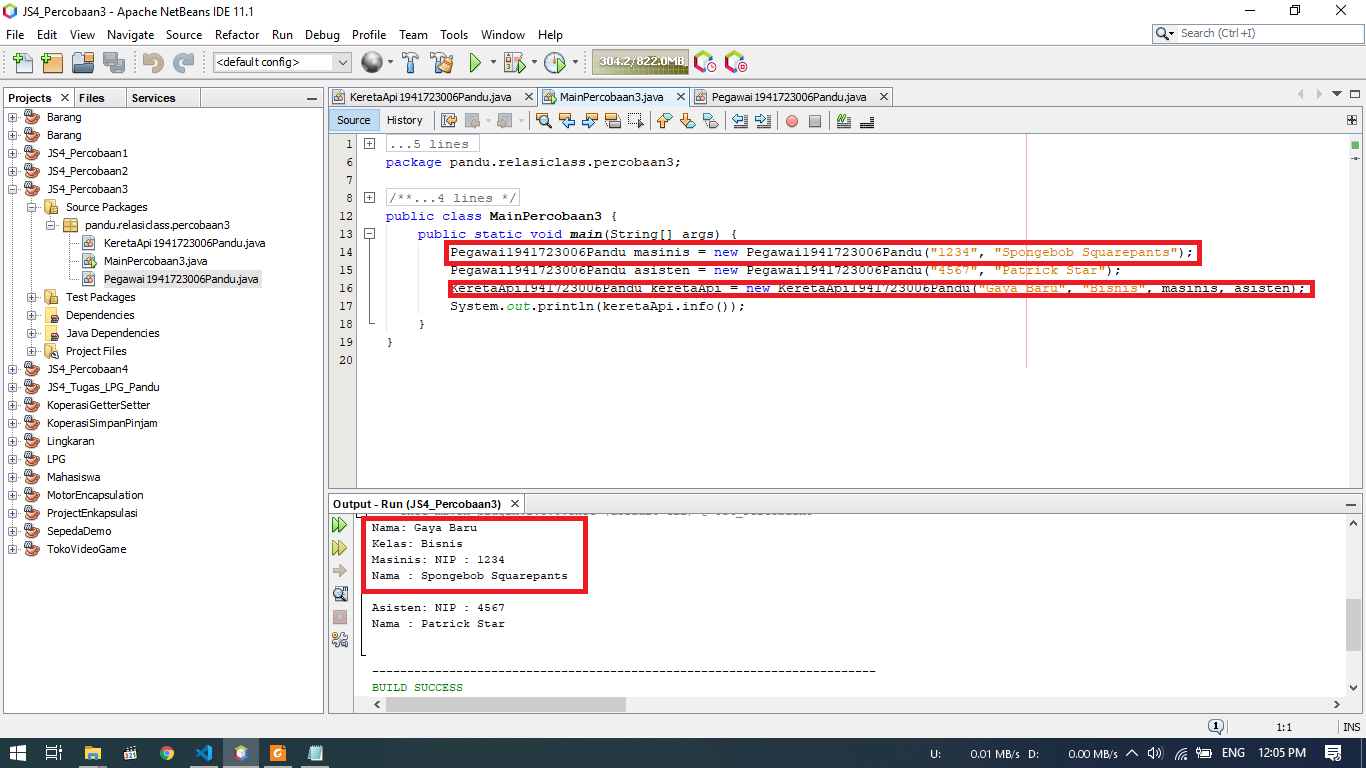 JS4_Percobaan3 - Apache NetBeans IDE 11.1
File Edit View Navigate Source Refactor Run Debug Profile Team Tools Window Help
Search (Ctrl+I)
<default config>
304.2/822.0MB
Projects Files Services
Barang
Barang
JS4_Percobaan1
JS4_Percobaan2
JS4_Percobaan3
Source Packages
pandu.relasiclass.percobaan3
KeretaApi1941723006Pandu.java
MainPercobaan3.java
Pegawai1941723006Pandu.java
Test Packages
Dependencies
Java Dependencies
Project Files
JS4_Percobaan4
JS4_Tugas_LPG_Pandu
KoperasiGetterSetter
KoperasiSimpanPinjam
Lingkaran
LPG
Mahasiswa
MotorEncapsulation
ProjectEnkapsulasi
SepedaDemo
TokoVideoGame
KeretaApi1941723006Pandu.java MainPercobaan3.java Pegawai1941723006Pandu.java
Source History
1 ...5 lines
6 package pandu.relasiclass.percobaan3;
7
8 /**...4 lines */
12 public class MainPercobaan3 {
13 public static void main(String[] args) {
14 Pegawai1941723006Pandu masinis = new Pegawai1941723006Pandu("1234", "Spongebob Squarepants");
15 Pegawai1941723006Pandu asisten = new Pegawai1941723006Pandu("4567", "Patrick Star");
16 KeretaApi1941723006Pandu keretaApi = new KeretaApi1941723006Pandu("Gaya Baru", "Bisnis", masinis, asisten);
17 System.out.println(keretaApi.info());
18 }
19 }
20
Output - Run (JS4_Percobaan3)
Nama: Gaya Baru
Kelas: Bisnis
Masinis: NIP : 1234
Nama : Spongebob Squarepants
Asisten: NIP : 4567
Nama : Patrick Star
------------------------------------------------------------------------
BUILD SUCCESS
1 1:1 INS
U: 0.01 MB/s D: 0.00 MB/s ENG 12:05 PM